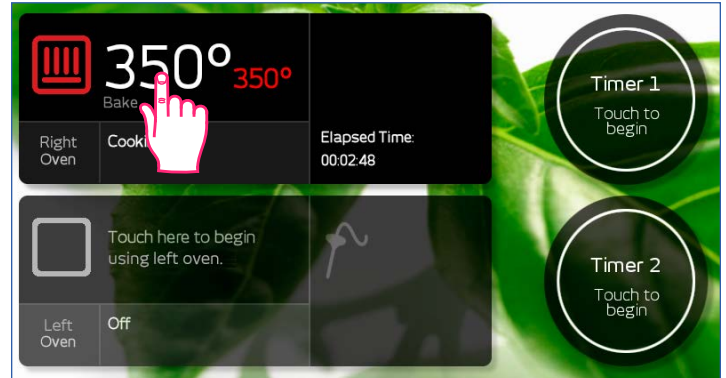 350° 350°
Bake
Right
Oven
Elapsed Time:
00:02:48
Touch here to begin
using left oven.
Left
Oven
Off
Timer 1
Touch to
begin
Timer 2
Touch to
begin